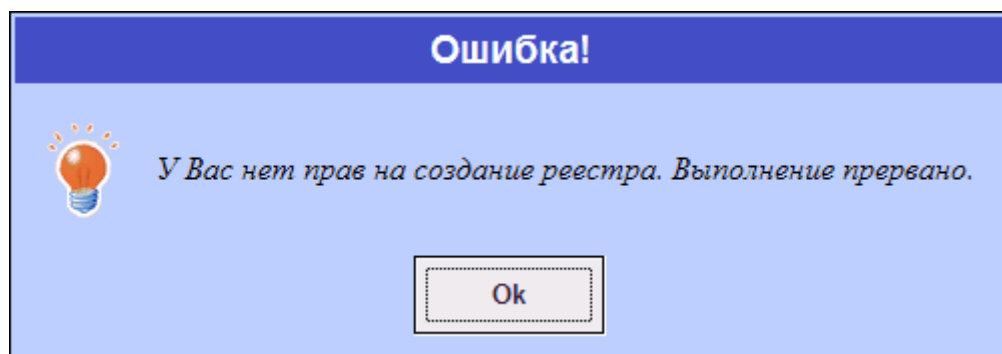 Ошибка!
У Вас нет прав на создание реестра. Выполнение прервано.
Ok